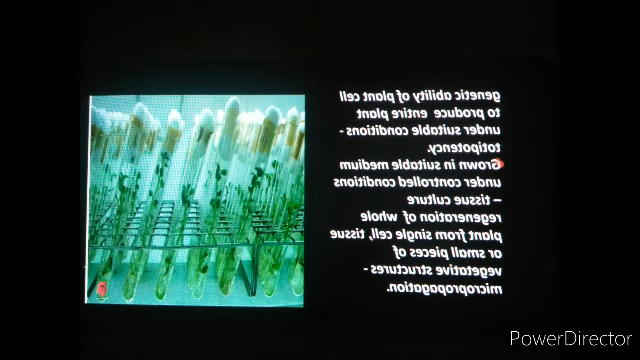 genetic ability of plant cell
to produce entire plant
under suitable conditions -
totipotency.
Grown in suitable medium
under controlled conditions
– tissue culture
regeneration of whole
plant from single cell, tissue
or small pieces of
vegetative structures -
micropropagation.
PowerDirector